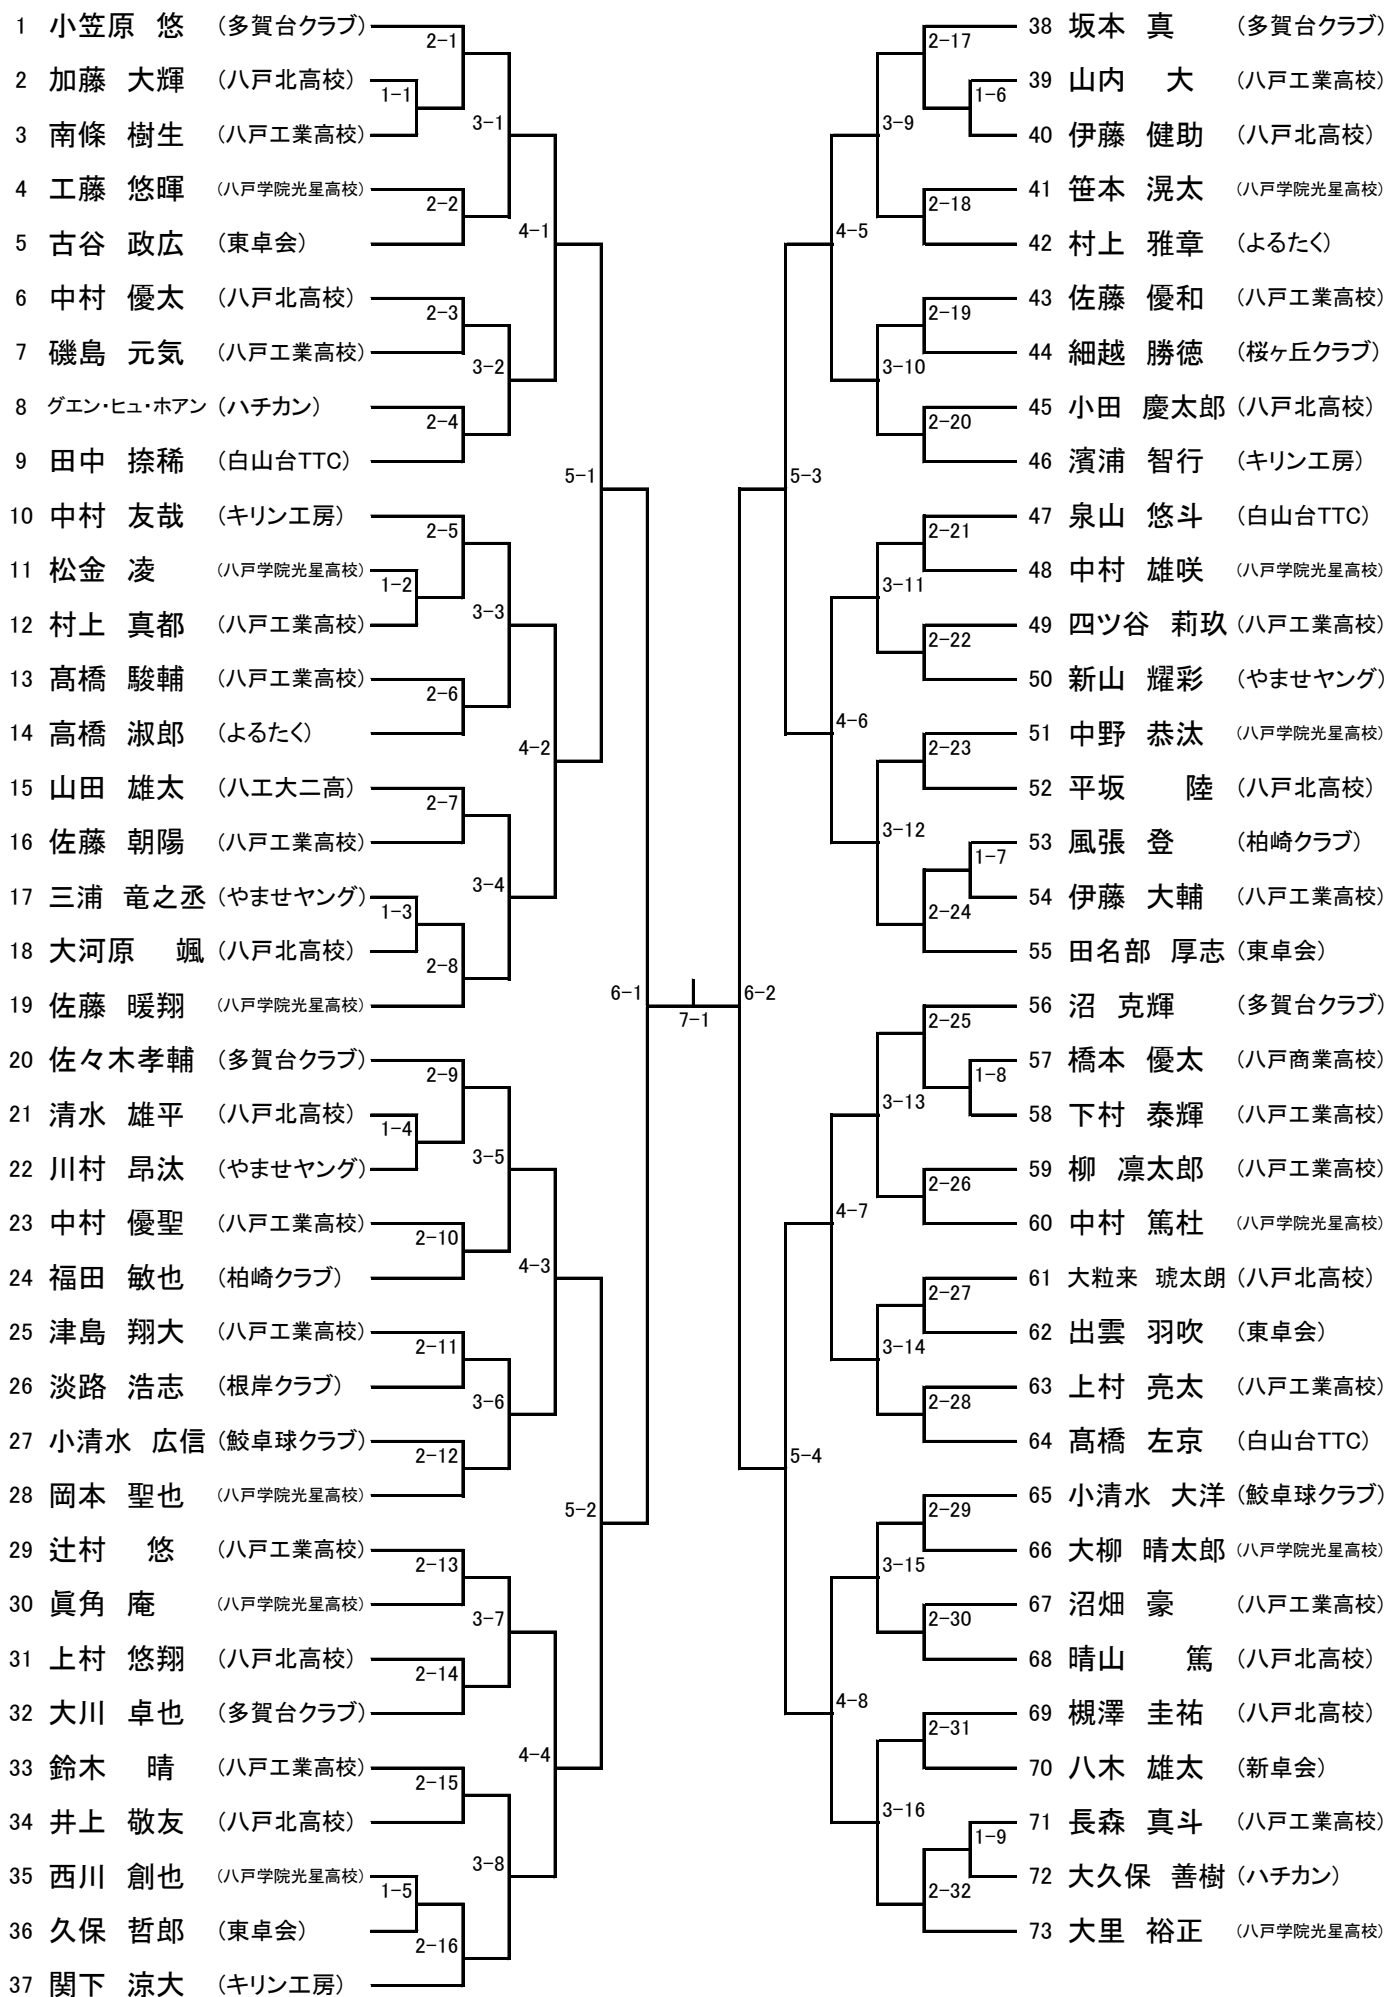 1 小笠原 悠 (多賀台クラブ)
2 加藤 大輝 (八戸北高校)
3 南條 樹生 (八戸工業高校)
4 工藤 悠暉 (八戸学院光星高校)
5 古谷 政広 (東卓会)
6 中村 優太 (八戸北高校)
7 磯島 元気 (八戸工業高校)
8 グエン・ヒュ・ホアン (ハチカン)
9 田中 捺稀 (白山台TTC)
10 中村 友哉 (キリン工房)
11 松金 凌 (八戸学院光星高校)
12 村上 真都 (八戸工業高校)
13 髙橋 駿輔 (八戸工業高校)
14 高橋 淑郎 (よるたく)
15 山田 雄太 (八工大二高)
16 佐藤 朝陽 (八戸工業高校)
17 三浦 竜之丞 (やませヤング)
18 大河原 颯 (八戸北高校)
19 佐藤 暖翔 (八戸学院光星高校)
20 佐々木孝輔 (多賀台クラブ)
21 清水 雄平 (八戸北高校)
22 川村 昂汰 (やませヤング)
23 中村 優聖 (八戸工業高校)
24 福田 敏也 (柏崎クラブ)
25 津島 翔大 (八戸工業高校)
26 淡路 浩志 (根岸クラブ)
27 小清水 広信 (鮫卓球クラブ)
28 岡本 聖也 (八戸学院光星高校)
29 辻村 悠 (八戸工業高校)
30 眞角 庵 (八戸学院光星高校)
31 上村 悠翔 (八戸北高校)
32 大川 卓也 (多賀台クラブ)
33 鈴木 晴 (八戸工業高校)
34 井上 敬友 (八戸北高校)
35 西川 創也 (八戸学院光星高校)
36 久保 哲郎 (東卓会)
37 関下 涼大 (キリン工房)
1-1
1-2
1-3
1-4
1-5
2-1
2-2
2-3
2-4
2-5
2-6
2-7
2-8
2-9
2-10
2-11
2-12
2-13
2-14
2-15
2-16
3-1
3-2
3-3
3-4
3-5
3-6
3-7
3-8
4-1
4-2
4-3
4-4
5-1
5-2
6-1
7-1
6-2
5-3
5-4
4-5
4-6
4-7
4-8
3-9
3-10
3-11
3-12
3-13
3-14
3-15
3-16
2-17
2-18
2-19
2-20
2-21
2-22
2-23
2-24
2-25
2-26
2-27
2-28
2-29
2-30
2-31
2-32
1-6
1-7
1-8
1-9
38 坂本 真 (多賀台クラブ)
39 山内 大 (八戸工業高校)
40 伊藤 健助 (八戸北高校)
41 笹本 滉太 (八戸学院光星高校)
42 村上 雅章 (よるたく)
43 佐藤 優和 (八戸工業高校)
44 細越 勝徳 (桜ヶ丘クラブ)
45 小田 慶太郎 (八戸北高校)
46 濱浦 智行 (キリン工房)
47 泉山 悠斗 (白山台TTC)
48 中村 雄咲 (八戸学院光星高校)
49 四ツ谷 莉玖 (八戸工業高校)
50 新山 耀彩 (やませヤング)
51 中野 恭汰 (八戸学院光星高校)
52 平坂 陸 (八戸北高校)
53 風張 登 (柏崎クラブ)
54 伊藤 大輔 (八戸工業高校)
55 田名部 厚志 (東卓会)
56 沼 克輝 (多賀台クラブ)
57 橋本 優太 (八戸商業高校)
58 下村 泰輝 (八戸工業高校)
59 柳 凛太郎 (八戸工業高校)
60 中村 篤杜 (八戸学院光星高校)
61 大粒来 琥太朗 (八戸北高校)
62 出雲 羽吹 (東卓会)
63 上村 亮太 (八戸工業高校)
64 髙橋 左京 (白山台TTC)
65 小清水 大洋 (鮫卓球クラブ)
66 大柳 晴太郎 (八戸学院光星高校)
67 沼畑 豪 (八戸工業高校)
68 晴山 篤 (八戸北高校)
69 槻澤 圭祐 (八戸北高校)
70 八木 雄太 (新卓会)
71 長森 真斗 (八戸工業高校)
72 大久保 善樹 (ハチカン)
73 大里 裕正 (八戸学院光星高校)